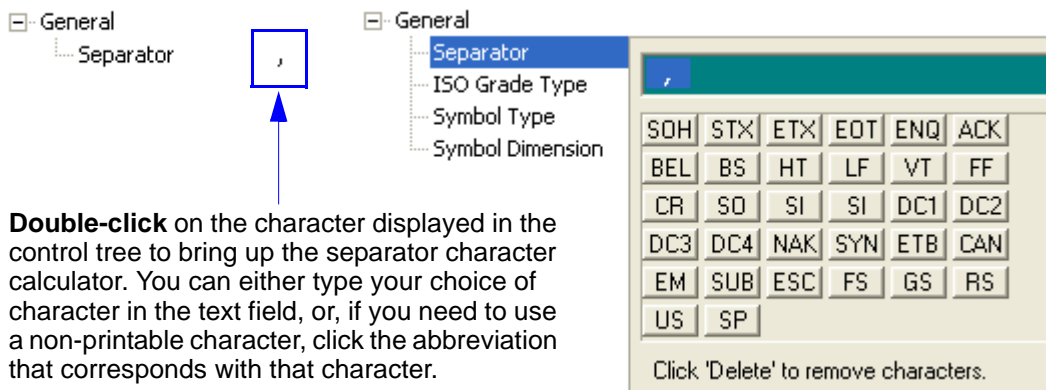 General
Separator
,
General
Separator
ISO Grade Type
Symbol Type
Symbol Dimension
,
SOH STX ETX EOT ENQ ACK
BEL BS HT LF VT FF
CR SO SI SI DC1 DC2
DC3 DC4 NAK SYN ETB CAN
EM SUB ESC FS GS RS
US SP
Click 'Delete' to remove characters.
Double-click on the character displayed in the
control tree to bring up the separator character
calculator. You can either type your choice of
character in the text field, or, if you need to use
a non-printable character, click the abbreviation
that corresponds with that character.